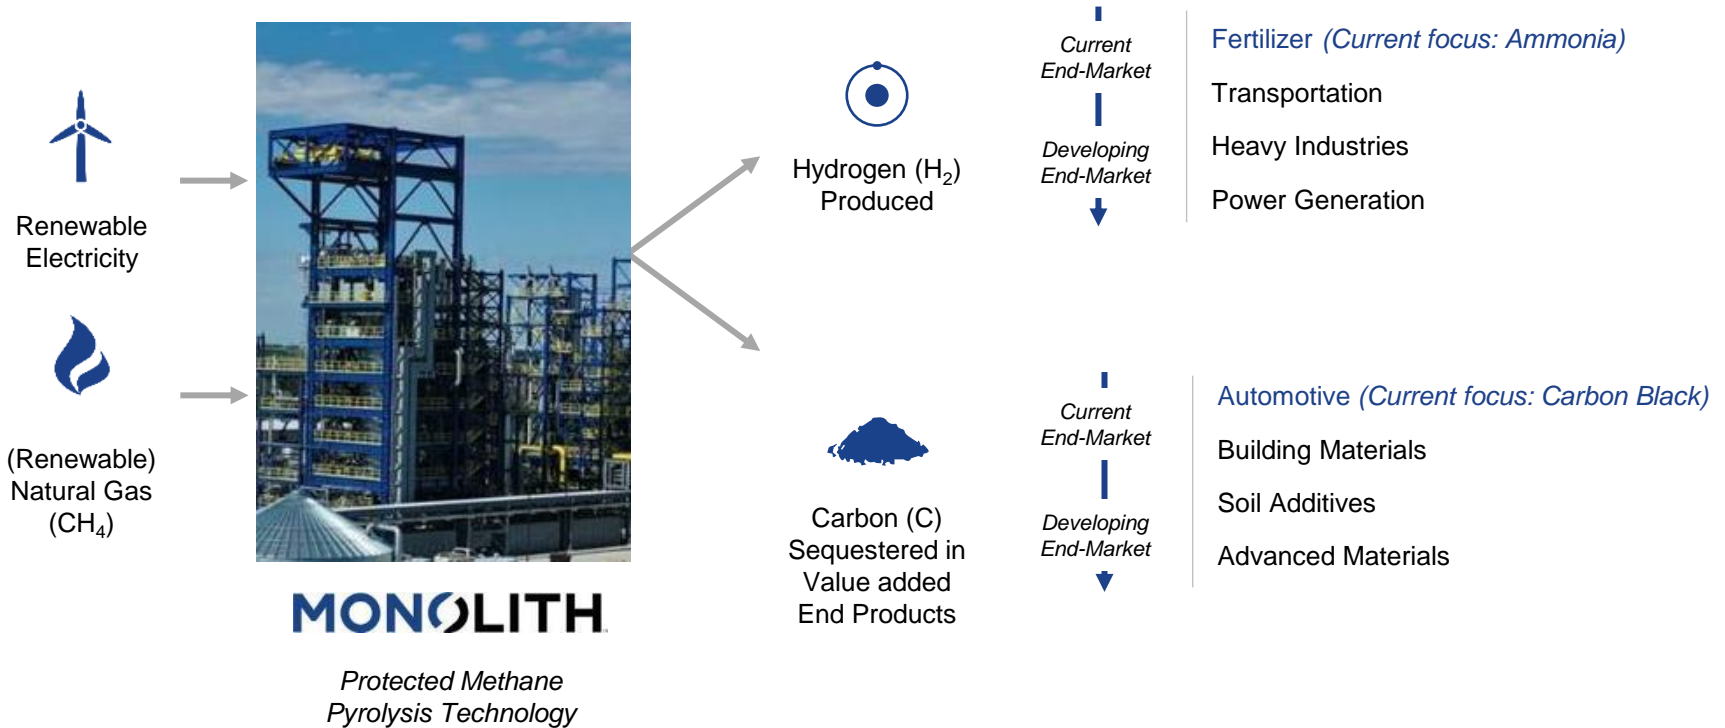 Renewable
Electricity
(Renewable)
Natural Gas
(CH₄)
MONOLITH
Protected Methane
Pyrolysis Technology
Hydrogen (H₂)
Produced
Current
End-Market
Developing
End-Market
Fertilizer (Current focus: Ammonia)
Transportation
Heavy Industries
Power Generation
Carbon (C)
Sequestered in
Value added
End Products
Current
End-Market
Developing
End-Market
Automotive (Current focus: Carbon Black)
Building Materials
Soil Additives
Advanced Materials